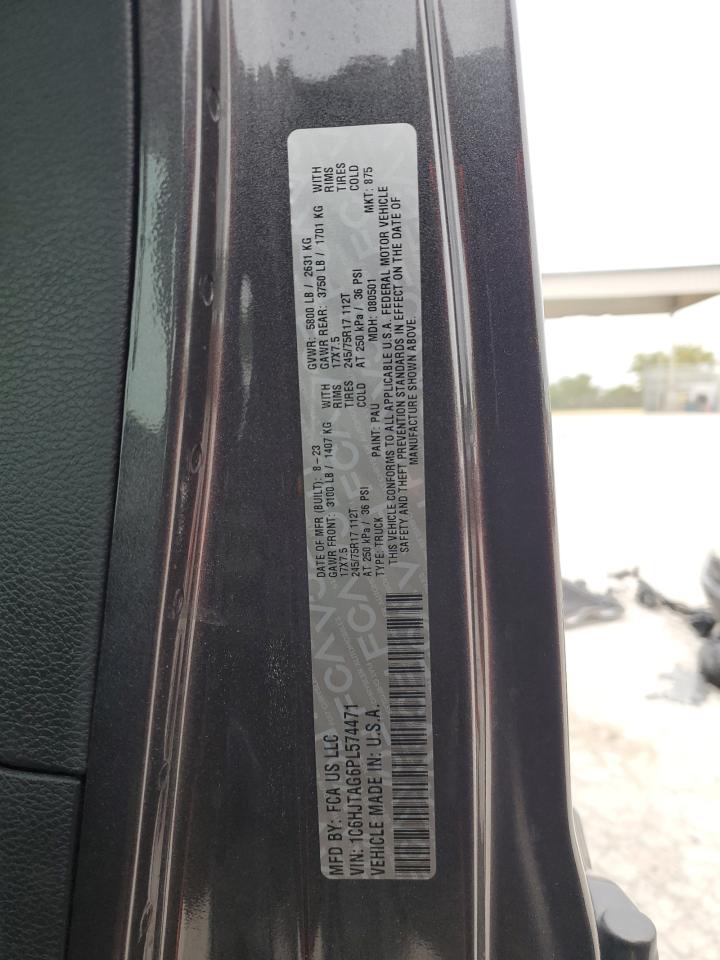 MFD BY: FCA US LLC
VIN: 1C6HJTAG6PL574471
VEHICLE MADE IN: U.S.A.
DATE OF MFR (BUILT): 8-23
GAWR FRONT: 3100 LB / 1407 KG WITH
17X7.5 RIMS
245/75R17 112T TIRES
AT 250 kPa / 36 PSI COLD
GVWR: 5800 LB / 2631 KG
GAWR REAR: 3750 LB / 1701 KG WITH
17X7.5 RIMS
245/75R17 112T TIRES
AT 250 kPa / 36 PSI COLD
TYPE: TRUCK PAINT: PAU MDH: 080501 MKT: 875
THIS VEHICLE CONFORMS TO ALL APPLICABLE U.S.A. FEDERAL MOTOR VEHICLE
SAFETY AND THEFT PREVENTION STANDARDS IN EFFECT ON THE DATE OF
MANUFACTURE SHOWN ABOVE.